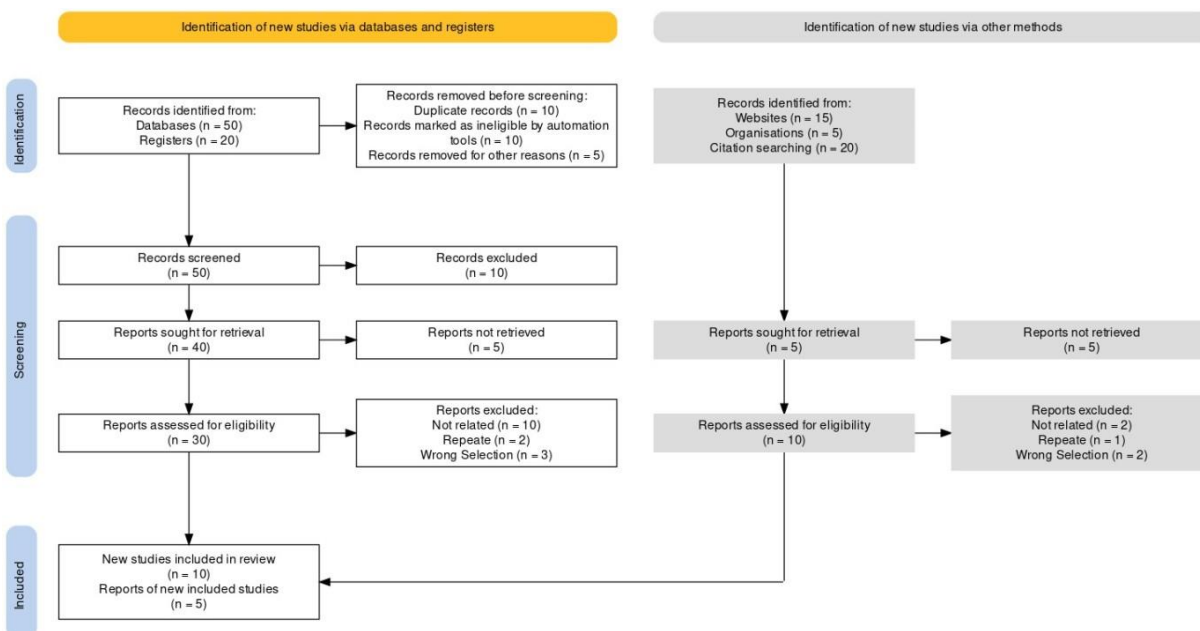 Identification of new studies via databases and registers
Identification of new studies via other methods
Identification
Records identified from:
Databases (n = 50)
Registers (n = 20)
Records removed before screening:
Duplicate records (n = 10)
Records marked as ineligible by automation
tools (n = 10)
Records removed for other reasons (n = 5)
Records identified from:
Websites (n = 15)
Organisations (n = 5)
Citation searching (n = 20)
Screening
Records screened
(n = 50)
Records excluded
(n = 10)
Reports sought for retrieval
(n = 40)
Reports not retrieved
(n = 5)
Reports sought for retrieval
(n = 5)
Reports not retrieved
(n = 5)
Reports assessed for eligibility
(n = 30)
Reports excluded:
Not related (n = 10)
Repeate (n = 2)
Wrong Selection (n = 3)
Reports assessed for eligibility
(n = 10)
Reports excluded:
Not related (n = 2)
Repeate (n = 1)
Wrong Selection (n = 2)
Included
New studies included in review
(n = 10)
Reports of new included studies
(n = 5)